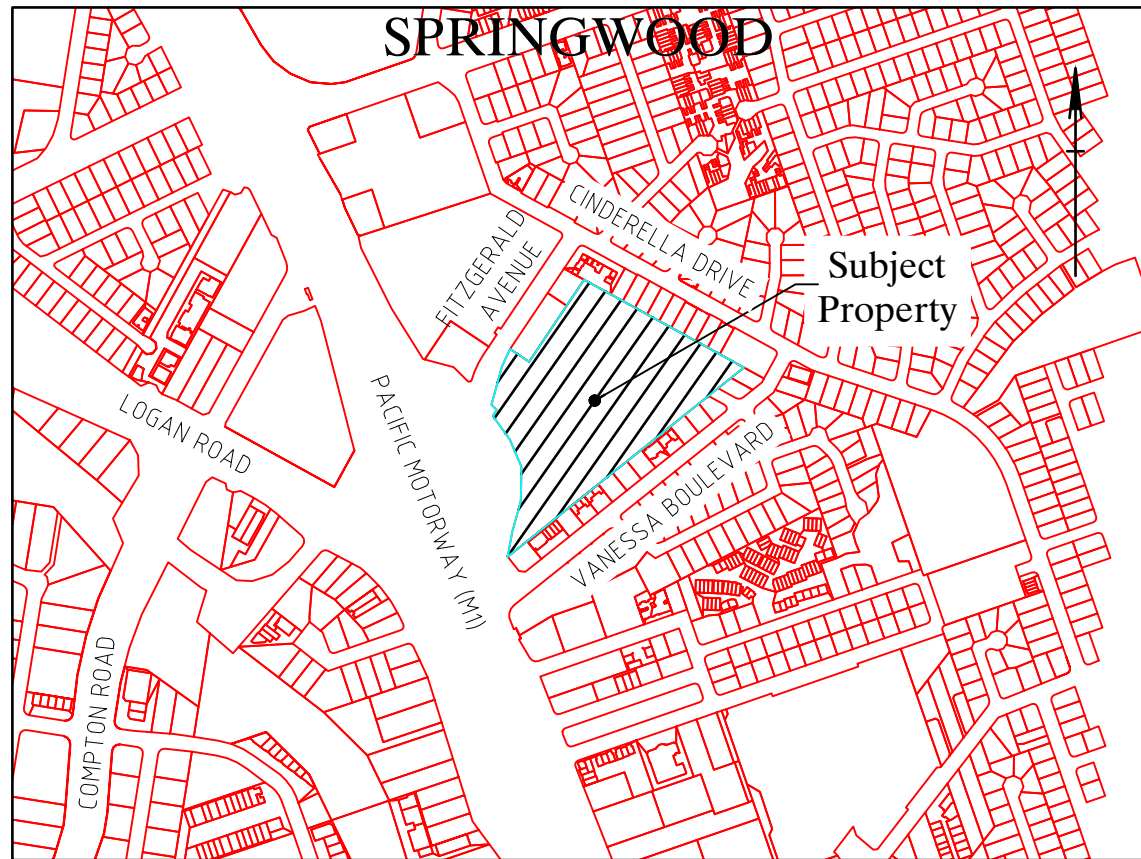 SPRINGWOOD
CINDERELLA DRIVE
FITZGERALD
AVENUE
Subject
Property
LOGAN ROAD
PACIFIC MOTORWAY (M1)
VANESSA BOULEVARD
COMPTON ROAD